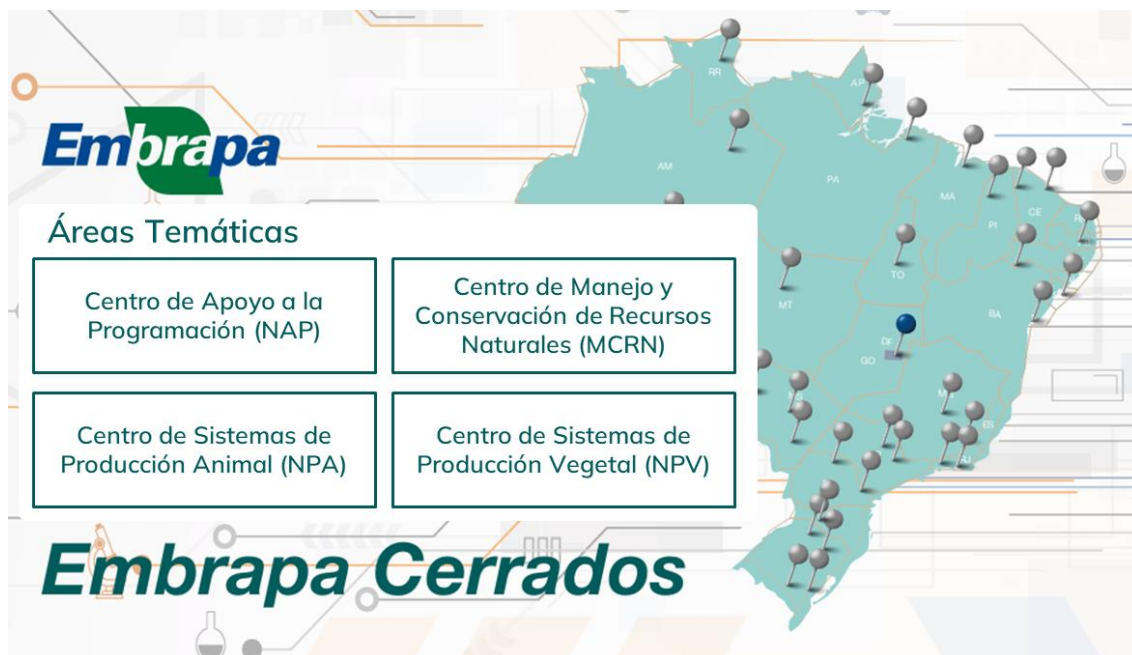 Embrapa
Áreas Temáticas
Centro de Apoyo a la
Programación (NAP)
Centro de Manejo y
Conservación de Recursos
Naturales (MCRN)
Centro de Sistemas de
Producción Animal (NPA)
Centro de Sistemas de
Producción Vegetal (NPV)
Embrapa Cerrados
RR
AP
AM
PA
MA
CE
PI
TO
MT
BA
DF
GO
ES